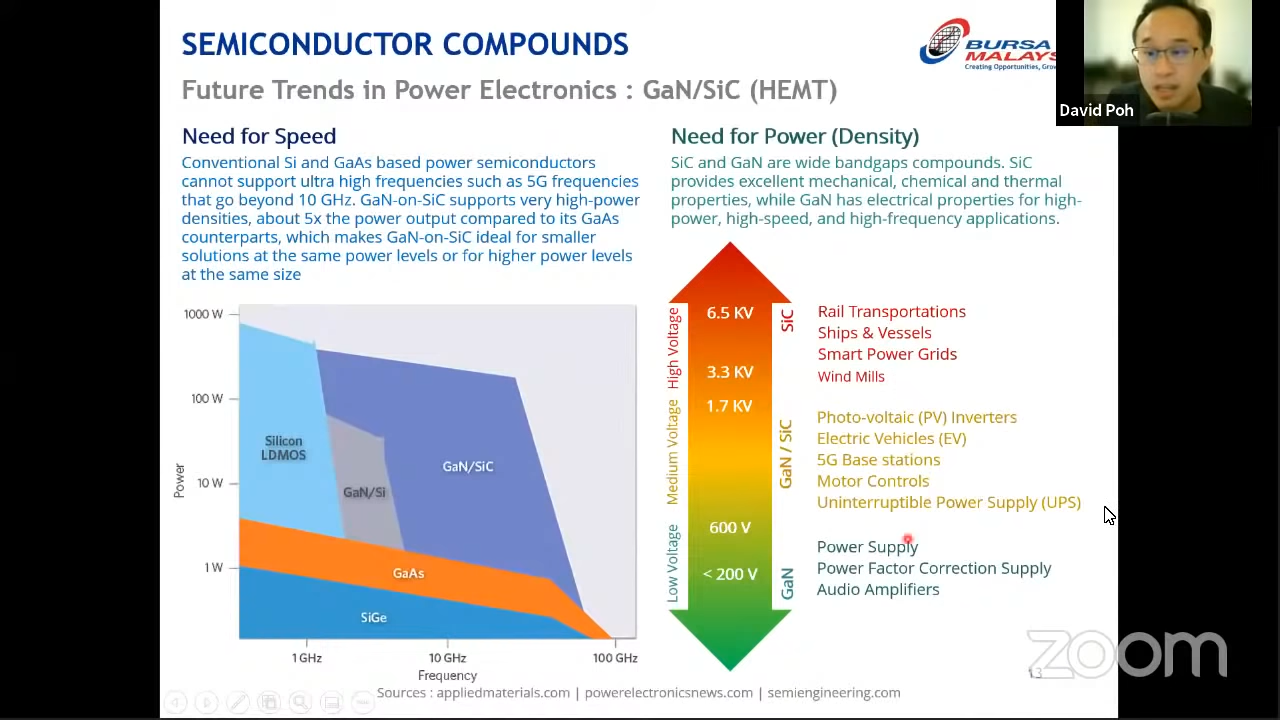 SEMICONDUCTOR COMPOUNDS
BURSA
MALAYS
Creating Opportunities, Grow
David Poh
Future Trends in Power Electronics : GaN/SiC (HEMT)
Need for Speed
Conventional Si and GaAs based power semiconductors
cannot support ultra high frequencies such as 5G frequencies
that go beyond 10 GHz. GaN-on-SiC supports very high-power
densities, about 5x the power output compared to its GaAs
counterparts, which makes GaN-on-SiC ideal for smaller
solutions at the same power levels or for higher power levels
at the same size
Need for Power (Density)
SiC and GaN are wide bandgaps compounds. SiC
provides excellent mechanical, chemical and thermal
properties, while GaN has electrical properties for high-
power, high-speed, and high-frequency applications.
1000 W
100 W
10 W
1 W
Power
Silicon
LDMOS
GaN/Si
GaN/SiC
GaAs
SiGe
1 GHz
10 GHz
100 GHz
Frequency
High Voltage
Medium Voltage
Low Voltage
6.5 KV
3.3 KV
1.7 KV
600 V
< 200 V
SiC
GaN / SiC
GaN
Rail Transportations
Ships & Vessels
Smart Power Grids
Wind Mills
Photo-voltaic (PV) Inverters
Electric Vehicles (EV)
5G Base stations
Motor Controls
Uninterruptible Power Supply (UPS)
Power Supply
Power Factor Correction Supply
Audio Amplifiers
zoom
13
Sources : appliedmaterials.com | powerelectronicsnews.com | semiengineering.com